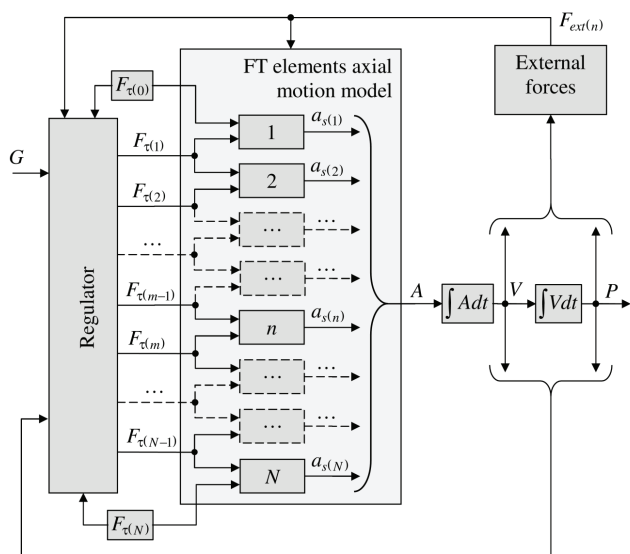 F_ext(n)
FT elements axial
motion model
External
forces
F_τ(0)
a_s(1)
1
F_τ(1)
G
a_s(2)
2
F_τ(2)
... ...
...
... ...
Regulator
F_τ(m−1)
A
∫Adt
V
∫Vdt
P
a_s(n)
n
F_τ(m)
... ...
...
... ...
F_τ(N−1)
a_s(N)
N
F_τ(N)